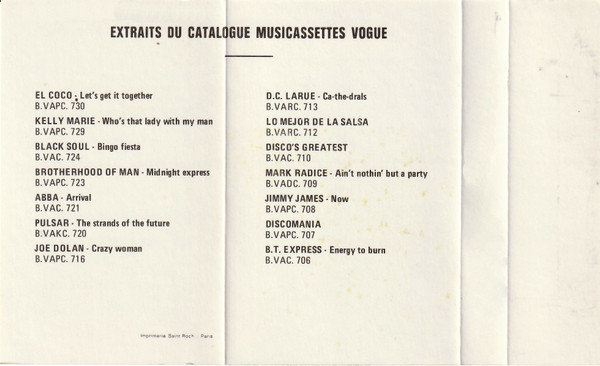 EXTRAITS DU CATALOGUE MUSICASSETTES VOGUE
EL COCO - Let's get it together
B.VAPC. 730
KELLY MARIE - Who's that lady with my man
B.VAPC. 729
BLACK SOUL - Bingo fiesta
B.VAC. 724
BROTHERHOOD OF MAN - Midnight express
B.VAPC. 723
ABBA - Arrival
B.VAC. 721
PULSAR - The strands of the future
B.VAKC. 720
JOE DOLAN - Crazy woman
B.VAPC. 716
D.C. LARUE - Ca-the-drals
B.VARC. 713
LO MEJOR DE LA SALSA
B.VARC. 712
DISCO'S GREATEST
B.VAC. 710
MARK RADICE - Ain't nothin' but a party
B.VADC. 709
JIMMY JAMES - Now
B.VAPC. 708
DISCOMANIA
B.VAPC. 707
B.T. EXPRESS - Energy to burn
B.VAC. 706
Imprimerie Saint Roch Paris